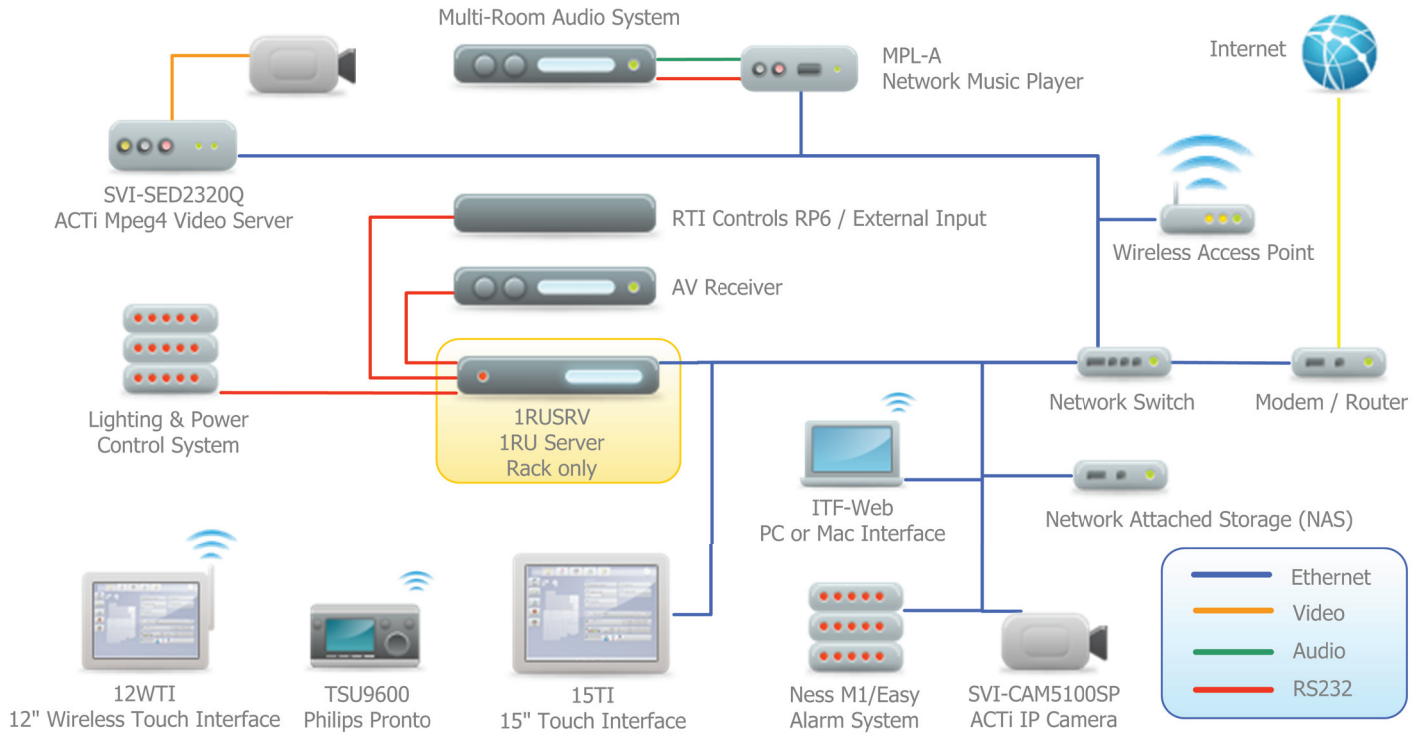 Multi-Room Audio System
MPL-A
Network Music Player
Internet
SVI-SED2320Q
ACTi Mpeg4 Video Server
RTI Controls RP6 / External Input
Wireless Access Point
AV Receiver
Lighting & Power
Control System
1RUSRV
1RU Server
Rack only
Network Switch
Modem / Router
ITF-Web
PC or Mac Interface
Network Attached Storage (NAS)
12WTI
12" Wireless Touch Interface
TSU9600
Philips Pronto
15TI
15" Touch Interface
Ness M1/Easy
Alarm System
SVI-CAM5100SP
ACTi IP Camera
Ethernet
Video
Audio
RS232